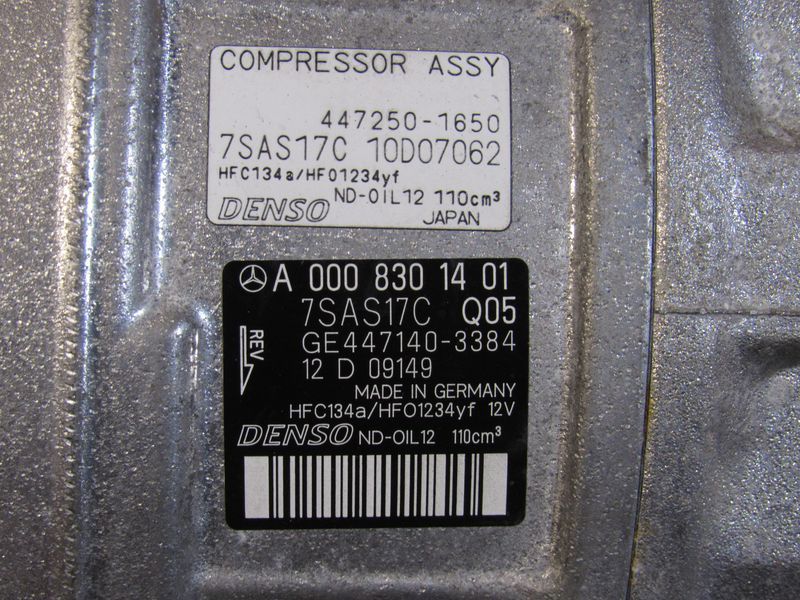 COMPRESSOR ASSY
447250-1650
7SAS17C 10D07062
HFC134a/HFO1234yf
ND-OIL12 110cm³
DENSO JAPAN
A 000 830 14 01
7SAS17C Q05
REV
GE447140-3384
12 D 09149
MADE IN GERMANY
HFC134a/HFO1234yf 12V
DENSO ND-OIL12 110cm³